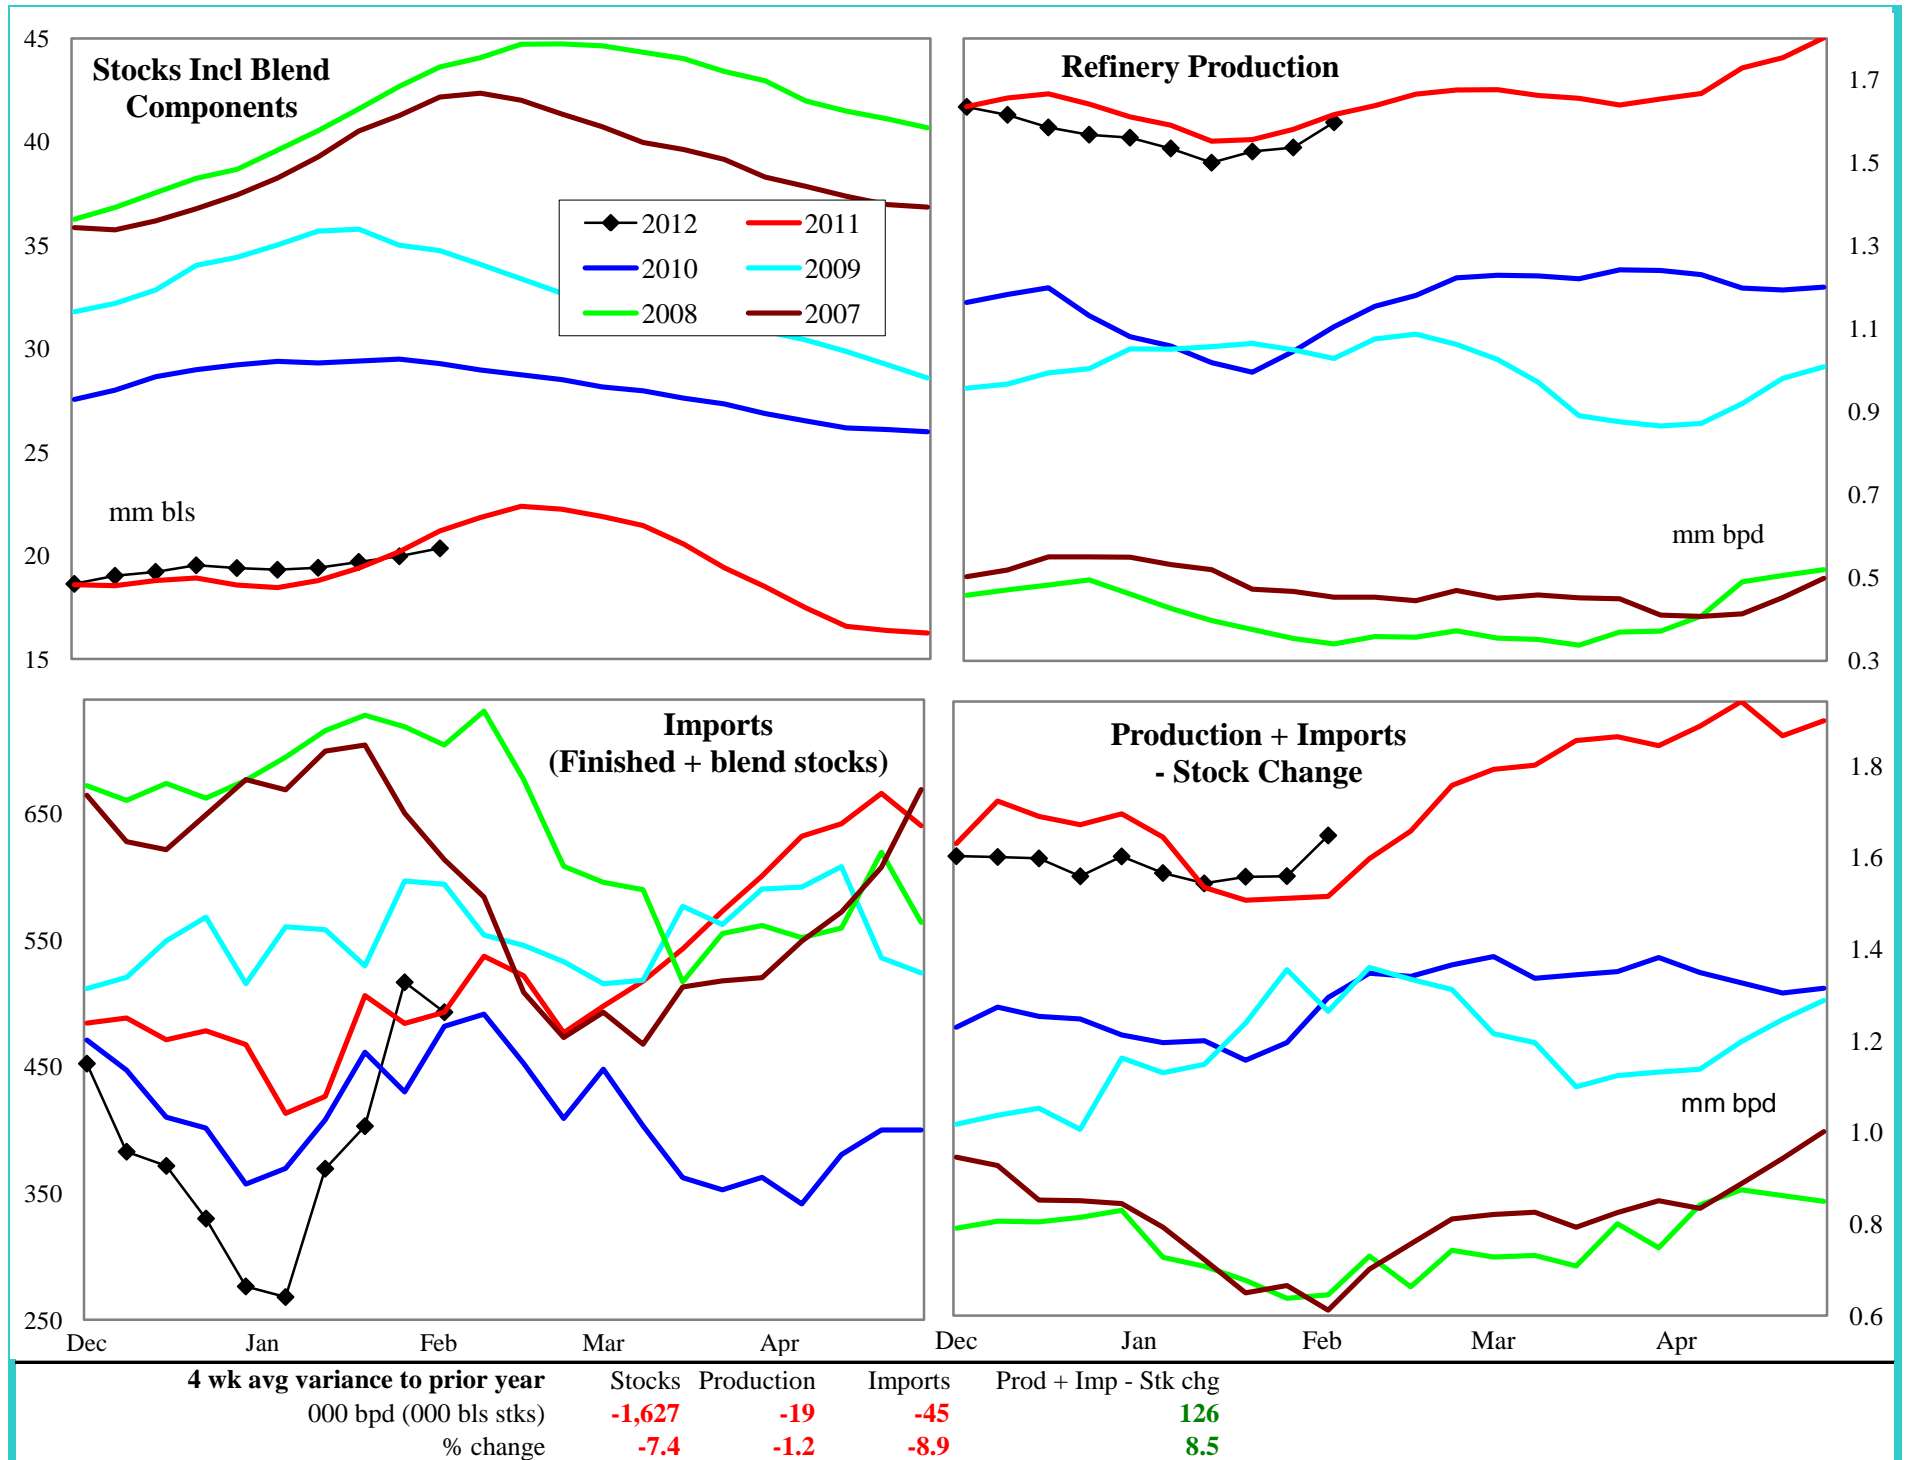 Stocks Incl Blend
Components
45
40
35
30
25
20
15
mm bls
2012 2011
2010 2009
2008 2007
Refinery Production
1.7
1.5
1.3
1.1
0.9
0.7
0.5
0.3
mm bpd
Imports
(Finished + blend stocks)
650
550
450
350
250
Dec Jan Feb Mar Apr
Production + Imports
- Stock Change
1.8
1.6
1.4
1.2
1.0
0.8
0.6
mm bpd
Dec Jan Feb Mar Apr
4 wk avg variance to prior year Stocks Production Imports Prod + Imp - Stk chg
000 bpd (000 bls stks) -1,627 -19 -45 126
% change -7.4 -1.2 -8.9 8.5